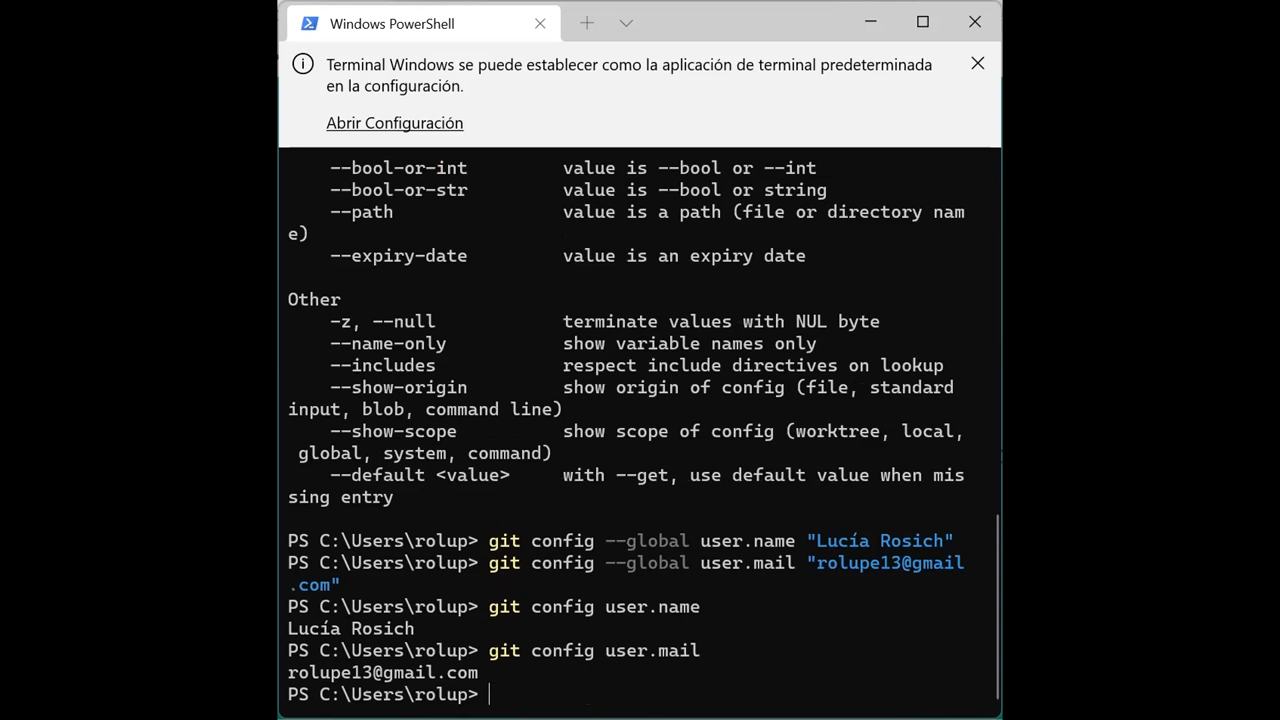 Windows PowerShell
Terminal Windows se puede establecer como la aplicación de terminal predeterminada
en la configuración.
Abrir Configuración
--bool-or-int value is --bool or --int
--bool-or-str value is --bool or string
--path value is a path (file or directory nam
e)
--expiry-date value is an expiry date
Other
-z, --null terminate values with NUL byte
--name-only show variable names only
--includes respect include directives on lookup
--show-origin show origin of config (file, standard
input, blob, command line)
--show-scope show scope of config (worktree, local,
global, system, command)
--default <value> with --get, use default value when mis
sing entry
PS C:\Users\rolup> git config --global user.name "Lucía Rosich"
PS C:\Users\rolup> git config --global user.mail "rolupe13@gmail
.com"
PS C:\Users\rolup> git config user.name
Lucía Rosich
PS C:\Users\rolup> git config user.mail
rolupe13@gmail.com
PS C:\Users\rolup>